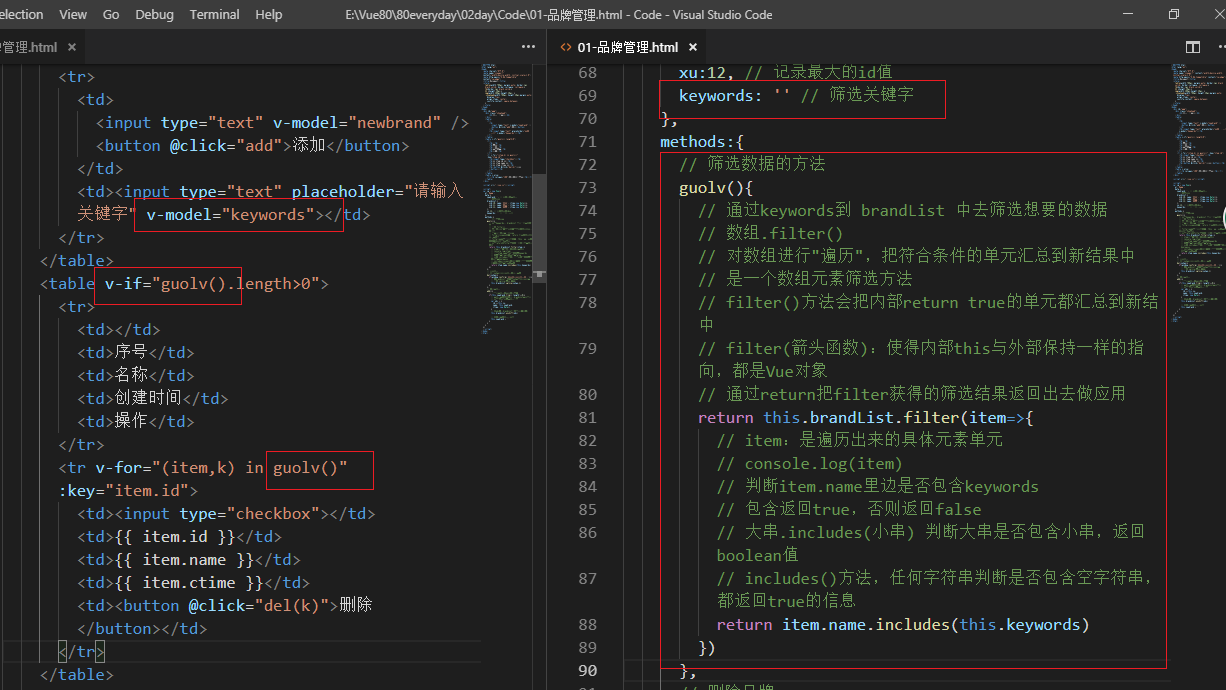 election View Go Debug Terminal Help E:\Vue80\80everyday\02day\Code\01-品牌管理.html - Code - Visual Studio Code
管理.html ×
<tr>
<td>
<input type="text" v-model="newbrand" />
<button @click="add">添加</button>
</td>
<td><input type="text" placeholder="请输入
关键字" v-model="keywords"></td>
</tr>
</table>
<table v-if="guolv().length>0">
<tr>
<td></td>
<td>序号</td>
<td>名称</td>
<td>创建时间</td>
<td>操作</td>
</tr>
<tr v-for="(item,k) in guolv()"
:key="item.id">
<td><input type="checkbox"></td>
<td>{{ item.id }}</td>
<td>{{ item.name }}</td>
<td>{{ item.ctime }}</td>
<td><button @click="del(k)">删除
</button></td>
</tr>
</table>
01-品牌管理.html ×
68 xu:12, // 记录最大的id值
69 keywords: '' // 筛选关键字
70 },
71 methods:{
72 // 筛选数据的方法
73 guolv(){
74 // 通过keywords到 brandList 中去筛选想要的数据
75 // 数组.filter()
76 // 对数组进行"遍历"，把符合条件的单元汇总到新结果中
77 // 是一个数组元素筛选方法
78 // filter()方法会把内部return true的单元都汇总到新结
中
79 // filter(箭头函数)：使得内部this与外部保持一样的指
向，都是Vue对象
80 // 通过return把filter获得的筛选结果返回出去做应用
81 return this.brandList.filter(item=>{
82 // item：是遍历出来的具体元素单元
83 // console.log(item)
84 // 判断item.name里边是否包含keywords
85 // 包含返回true，否则返回false
86 // 大串.includes(小串) 判断大串是否包含小串，返回
boolean值
87 // includes()方法，任何字符串判断是否包含空字符串，
都返回true的信息
88 return item.name.includes(this.keywords)
89 })
90 },
91 // 删除品牌